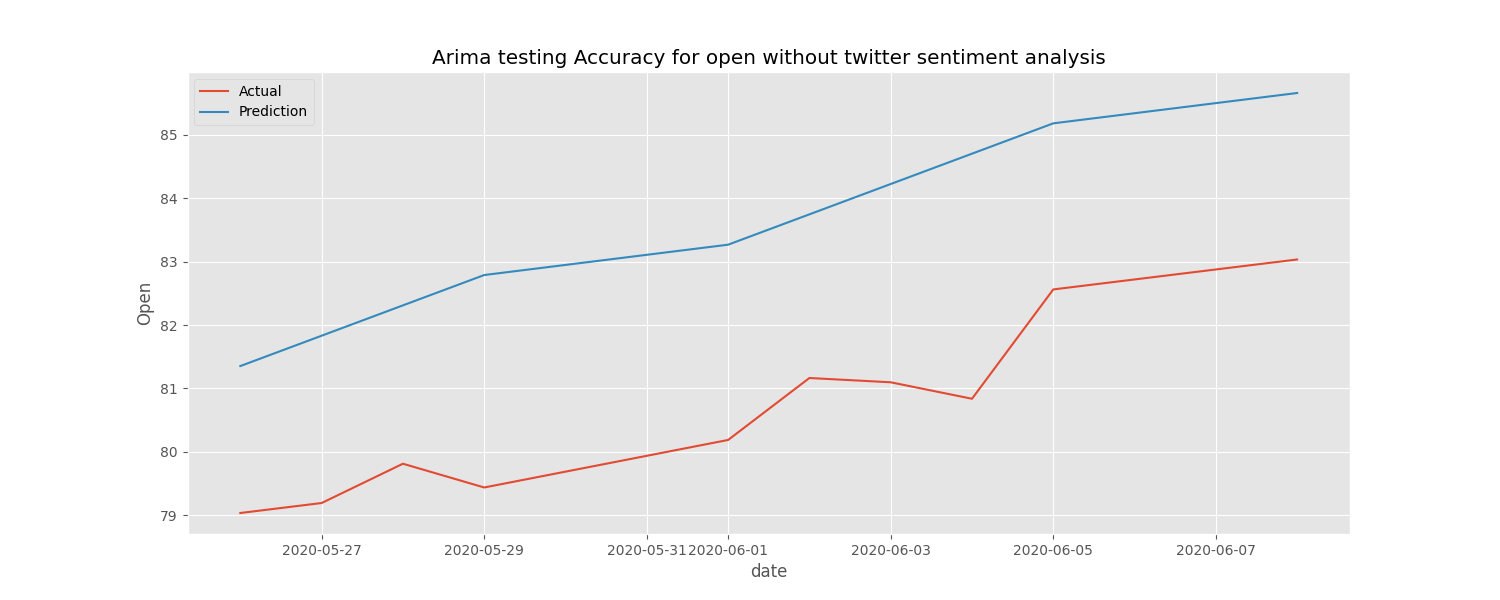 Arima testing Accuracy for open without twitter sentiment analysis
Actual
Prediction
85
84
83
82
81
80
79
Open
2020-05-27 2020-05-29 2020-05-31 2020-06-01 2020-06-03 2020-06-05 2020-06-07
date